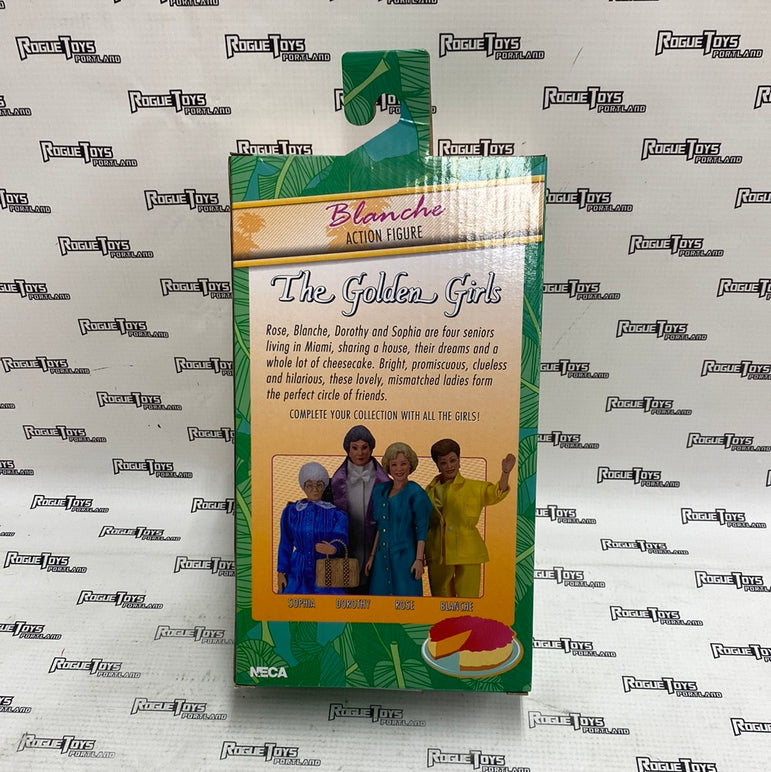 Blanche
ACTION FIGURE
The Golden Girls
Rose, Blanche, Dorothy and Sophia are four seniors
living in Miami, sharing a house, their dreams and a
whole lot of cheesecake. Bright, promiscuous, clueless
and hilarious, these lovely, mismatched ladies form
the perfect circle of friends.
COMPLETE YOUR COLLECTION WITH ALL THE GIRLS!
SOPHIA DOROTHY ROSE BLANCHE
NECA
ROGUE TOYS
PORTLAND